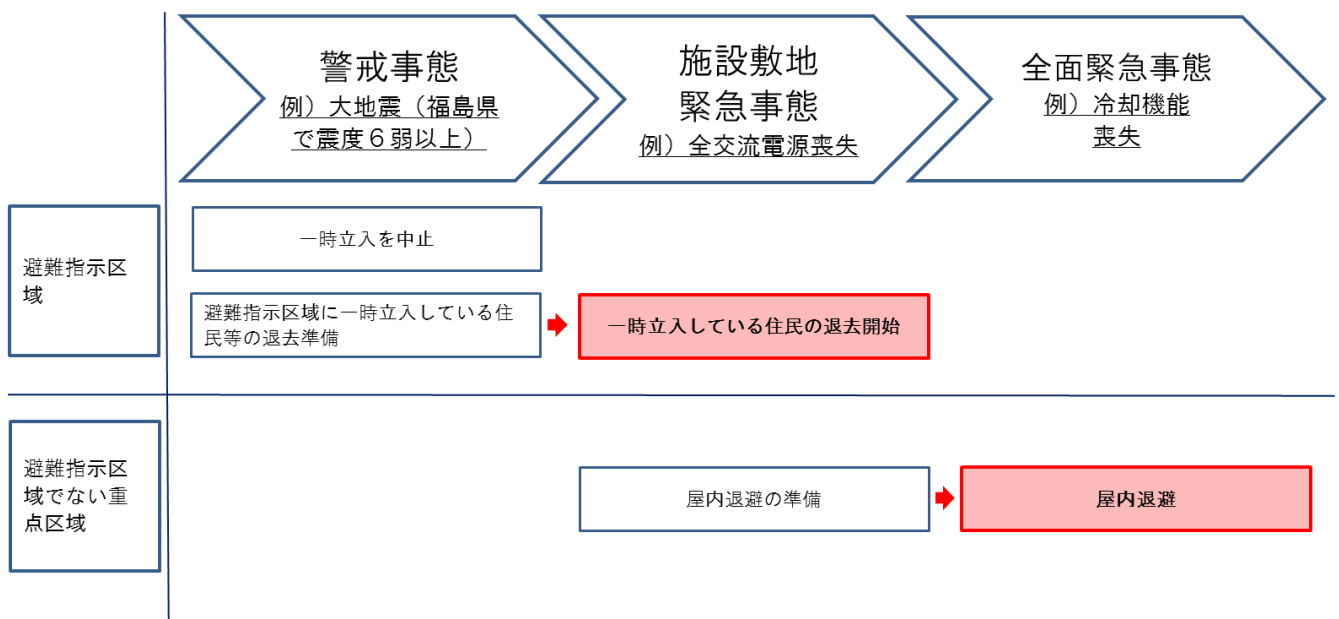 警戒事態
例）大地震（福島県
で震度６弱以上）
施設敷地
緊急事態
例）全交流電源喪失
全面緊急事態
例）冷却機能
喪失
避難指示区
域
一時立入を中止
避難指示区域に一時立入している住
民等の退去準備
一時立入している住民の退去開始
避難指示区
域でない重
点区域
屋内退避の準備
屋内退避